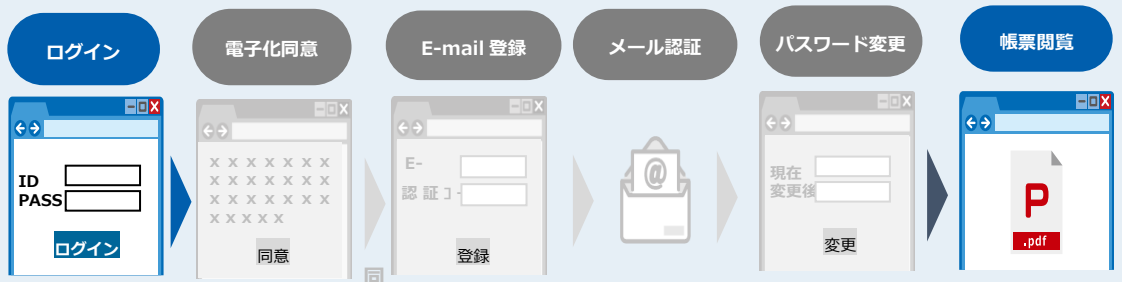 ログイン
電子化同意
E-mail 登録
メール認証
パスワード変更
帳票閲覧
ID
PASS
ログイン
x x x x x x x
x x x x x x x
x x x x x x x
x x x x x
同意
同
E-
認 証 コ-
登録
@
現在
変更後
変更
P
.pdf